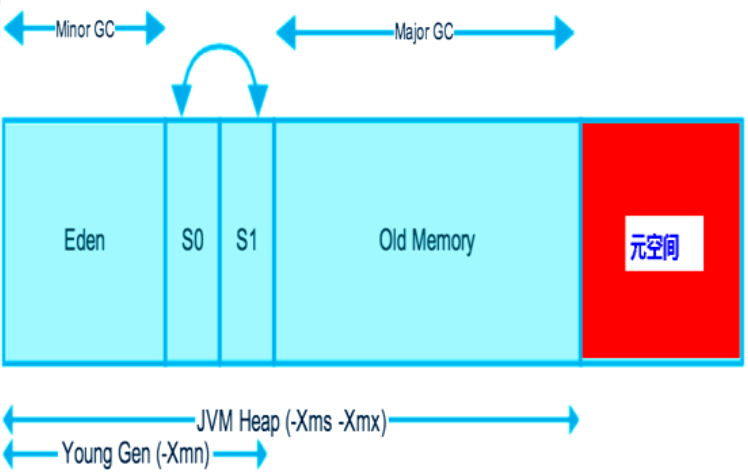 Minor GC
Major GC
Eden
S0
S1
Old Memory
元空间
JVM Heap (-Xms -Xmx)
Young Gen (-Xmn)